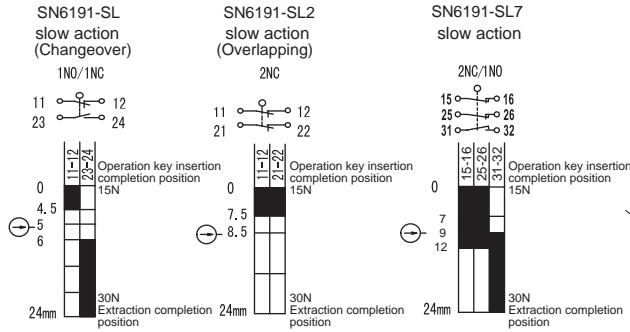 SN6191-SL
slow action
(Changeover)
1NO/1NC
11 12
23 24
11-12
23-24
Operation key insertion
completion position
0 15N
4.5
5
6
30N
Extraction completion
24mm position
SN6191-SL2
slow action
(Overlapping)
2NC
11 12
21 22
11-12
21-22
Operation key insertion
completion position
0 15N
7.5
8.5
30N
Extraction completion
24mm position
SN6191-SL7
slow action
2NC/1NO
15 16
25 26
31 32
15-16
25-26
31-32
Operation key insertion
completion position
0 15N
7
9
12
30N
Extraction completion
24mm position